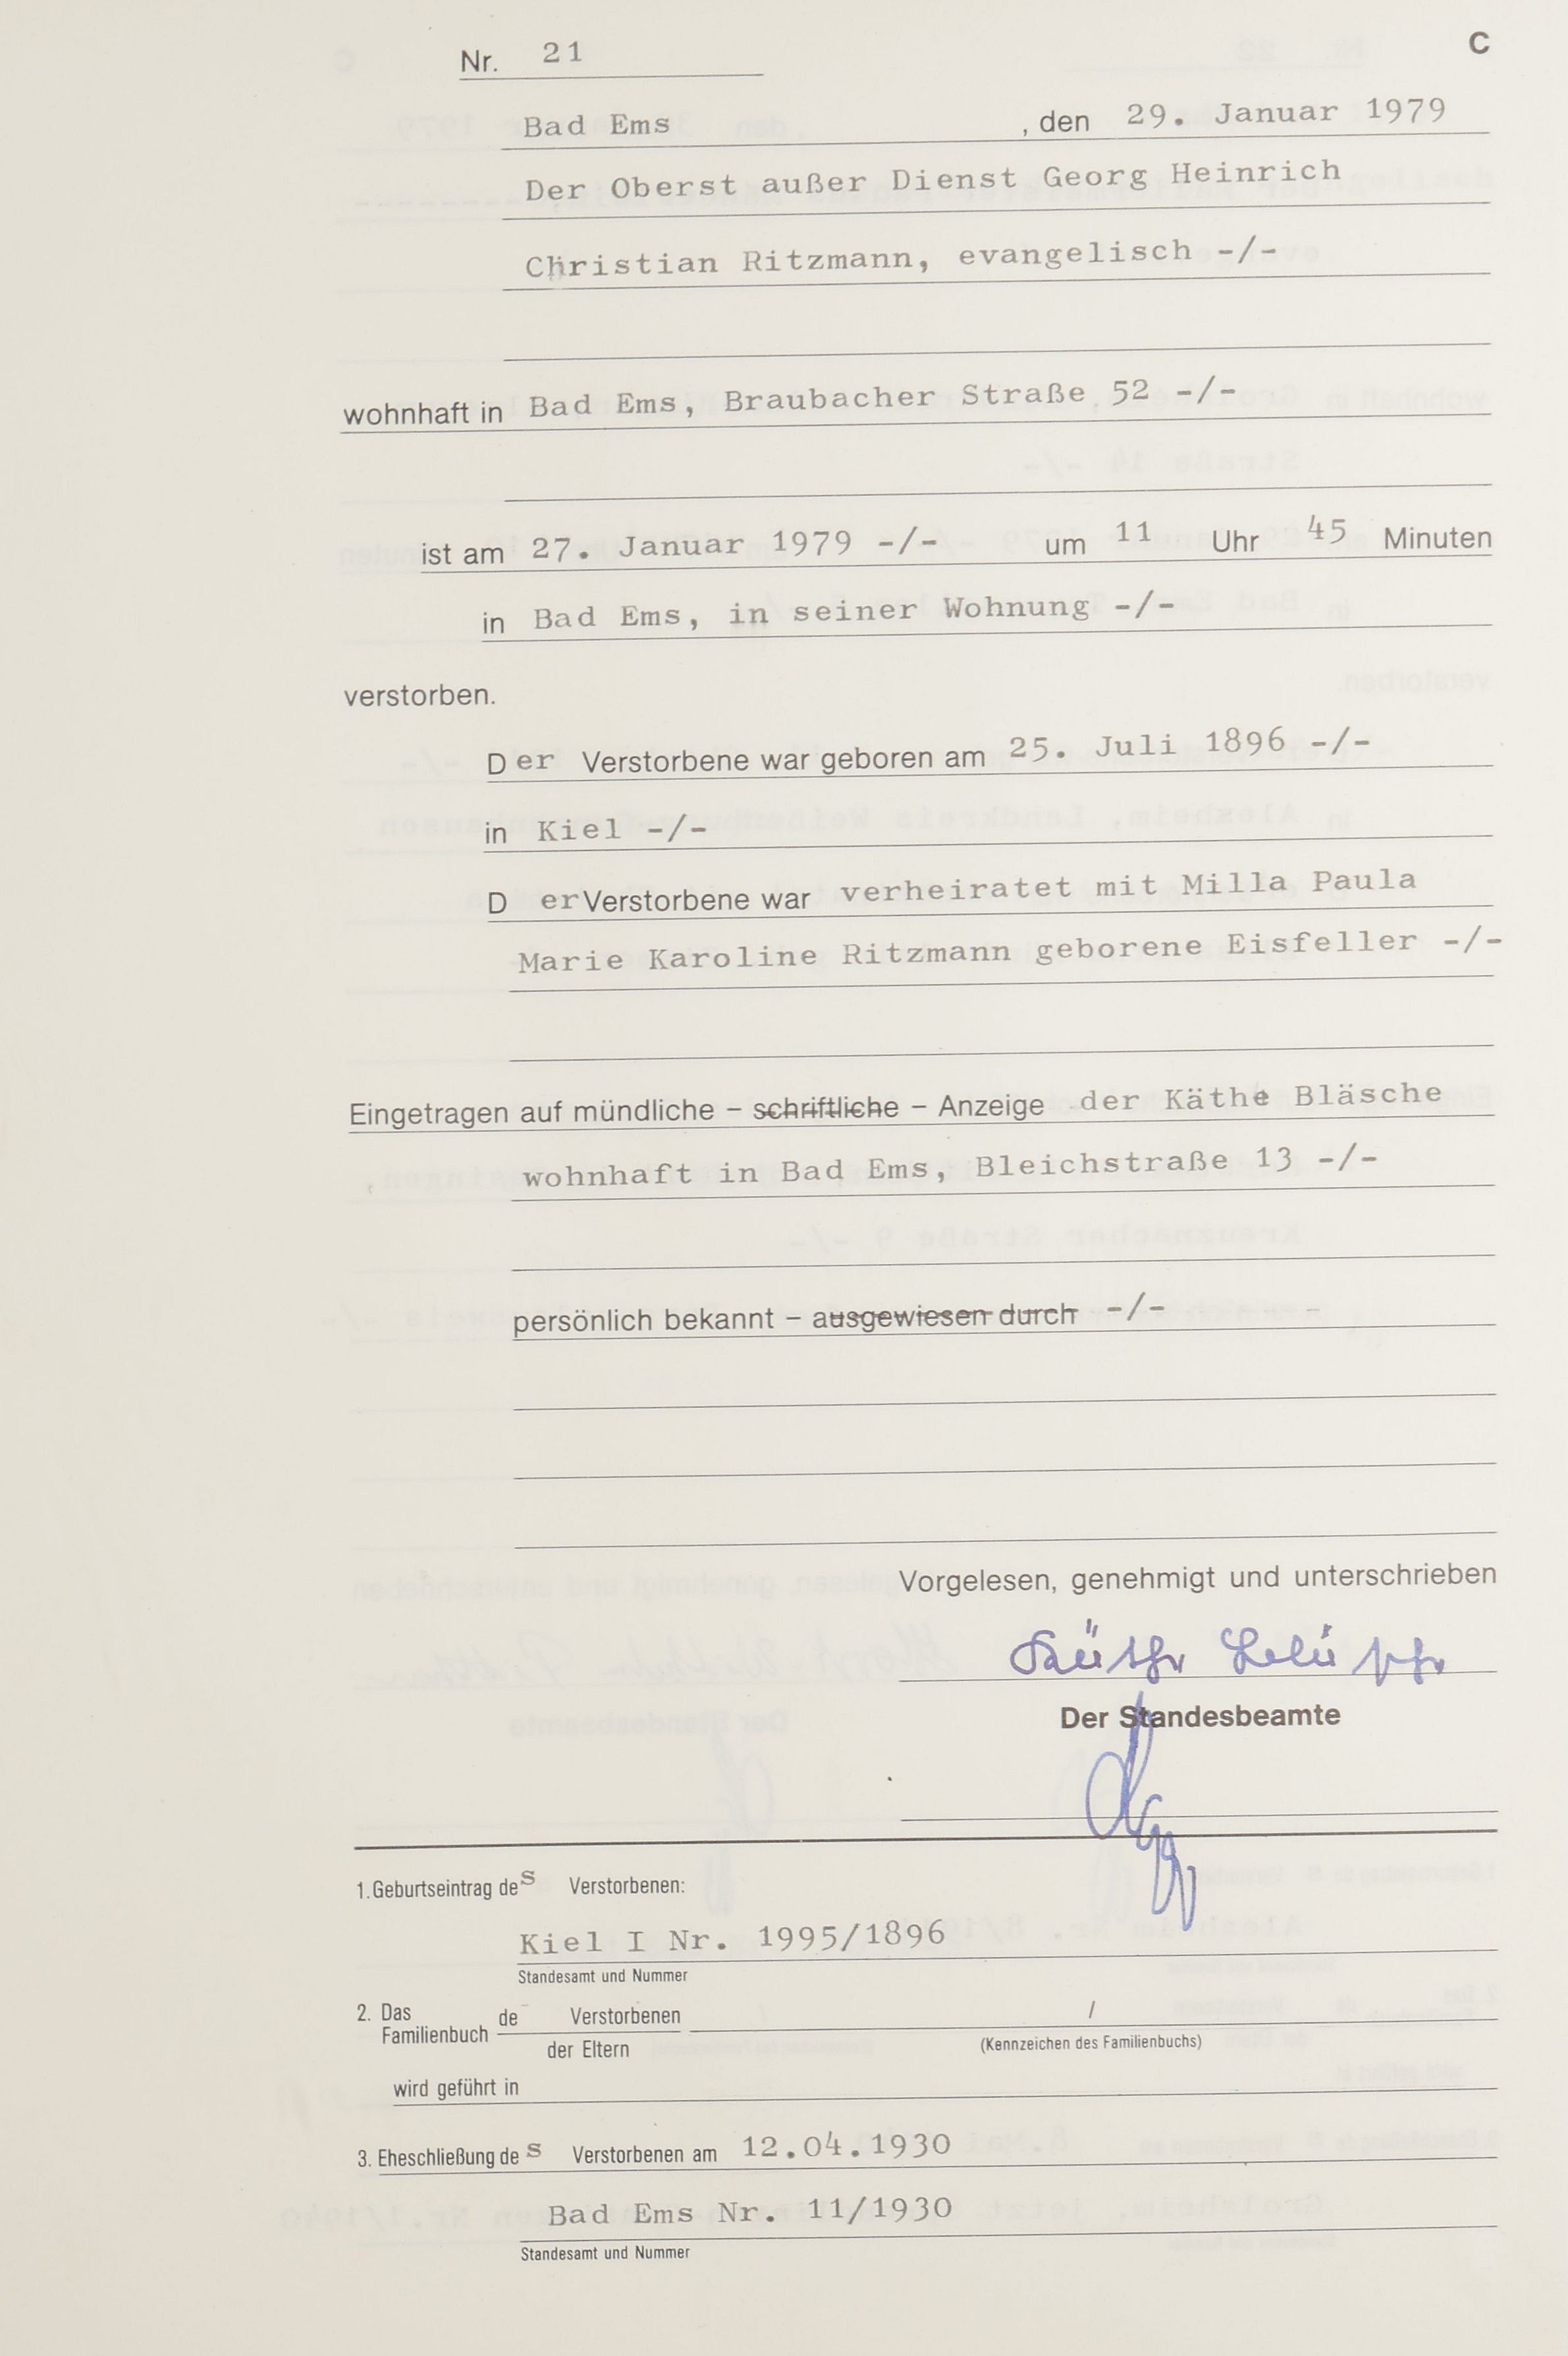 Nr. 21
C
Bad Ems , den 29. Januar 1979
Der Oberst außer Dienst Georg Heinrich
Christian Ritzmann, evangelisch -/-
wohnhaft in Bad Ems, Braubacher Straße 52 -/-
ist am 27. Januar 1979 -/- um 11 Uhr 45 Minuten
in Bad Ems, in seiner Wohnung -/-
verstorben.
Der Verstorbene war geboren am 25. Juli 1896 -/-
in Kiel -/-
D er Verstorbene war verheiratet mit Milla Paula
Marie Karoline Ritzmann geborene Eisfeller -/-
Eingetragen auf mündliche – schriftliche – Anzeige der Käthe Bläsche
wohnhaft in Bad Ems, Bleichstraße 13 -/-
persönlich bekannt – ausgewiesen durch -/-
Vorgelesen, genehmigt und unterschrieben
Käthe Bläsche
Der Standesbeamte
1. Geburtseintrag des Verstorbenen:
Kiel I Nr. 1995/1896
Standesamt und Nummer
2. Das Familienbuch de Verstorbenen /
der Eltern (Kennzeichen des Familienbuchs)
wird geführt in
3. Eheschließung des Verstorbenen am 12.04.1930
Bad Ems Nr. 11/1930
Standesamt und Nummer